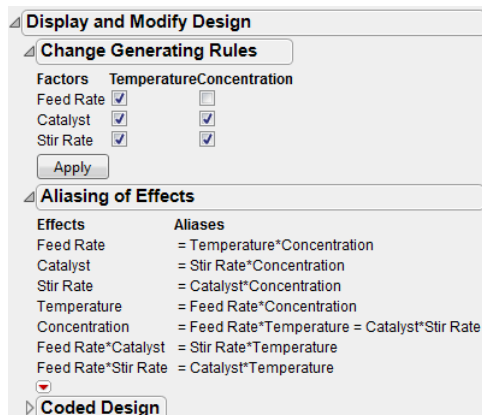 Display and Modify Design
Change Generating Rules
Factors TemperatureConcentration
Feed Rate
Catalyst
Stir Rate
Apply
Aliasing of Effects
Effects Aliases
Feed Rate = Temperature*Concentration
Catalyst = Stir Rate*Concentration
Stir Rate = Catalyst*Concentration
Temperature = Feed Rate*Concentration
Concentration = Feed Rate*Temperature = Catalyst*Stir Rate
Feed Rate*Catalyst = Stir Rate*Temperature
Feed Rate*Stir Rate = Catalyst*Temperature
Coded Design